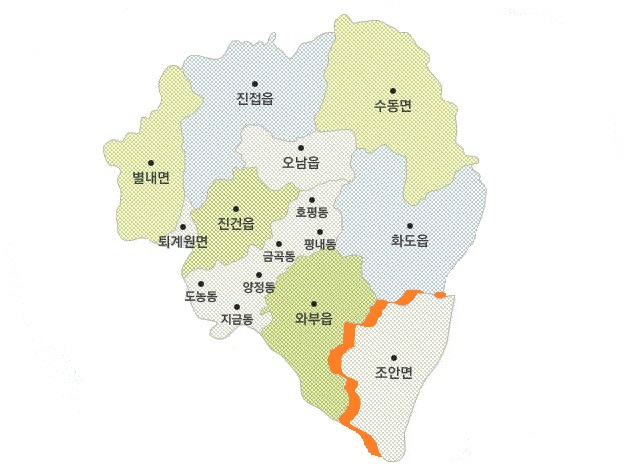 진접읍
수동면
오남읍
별내면
호평동
진건읍
퇴계원면
평내동
화도읍
금곡동
양정동
도농동
지금동
와부읍
조안면